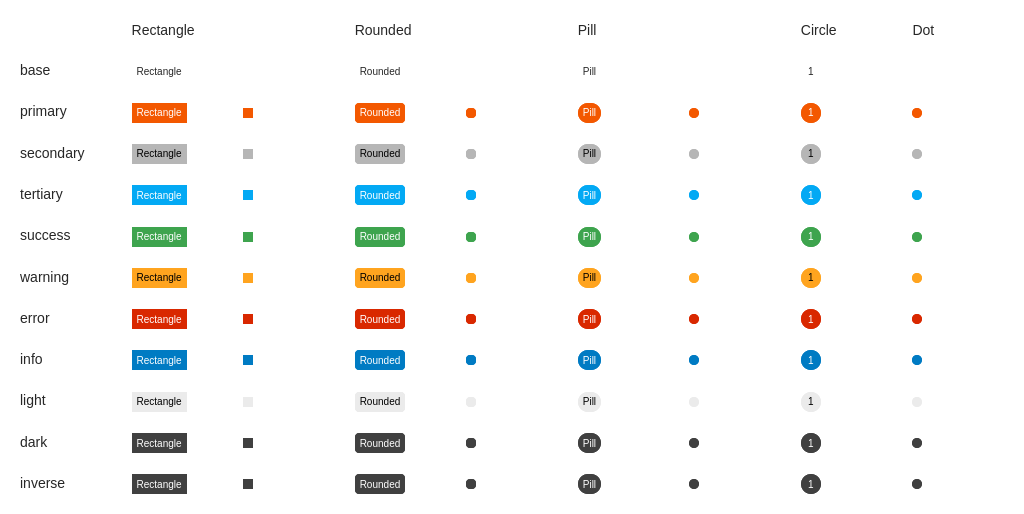 Rectangle Rounded Pill Circle Dot
base Rectangle Rounded Pill 1
primary Rectangle Rounded Pill 1
secondary Rectangle Rounded Pill 1
tertiary Rectangle Rounded Pill 1
success Rectangle Rounded Pill 1
warning Rectangle Rounded Pill 1
error Rectangle Rounded Pill 1
info Rectangle Rounded Pill 1
light Rectangle Rounded Pill 1
dark Rectangle Rounded Pill 1
inverse Rectangle Rounded Pill 1